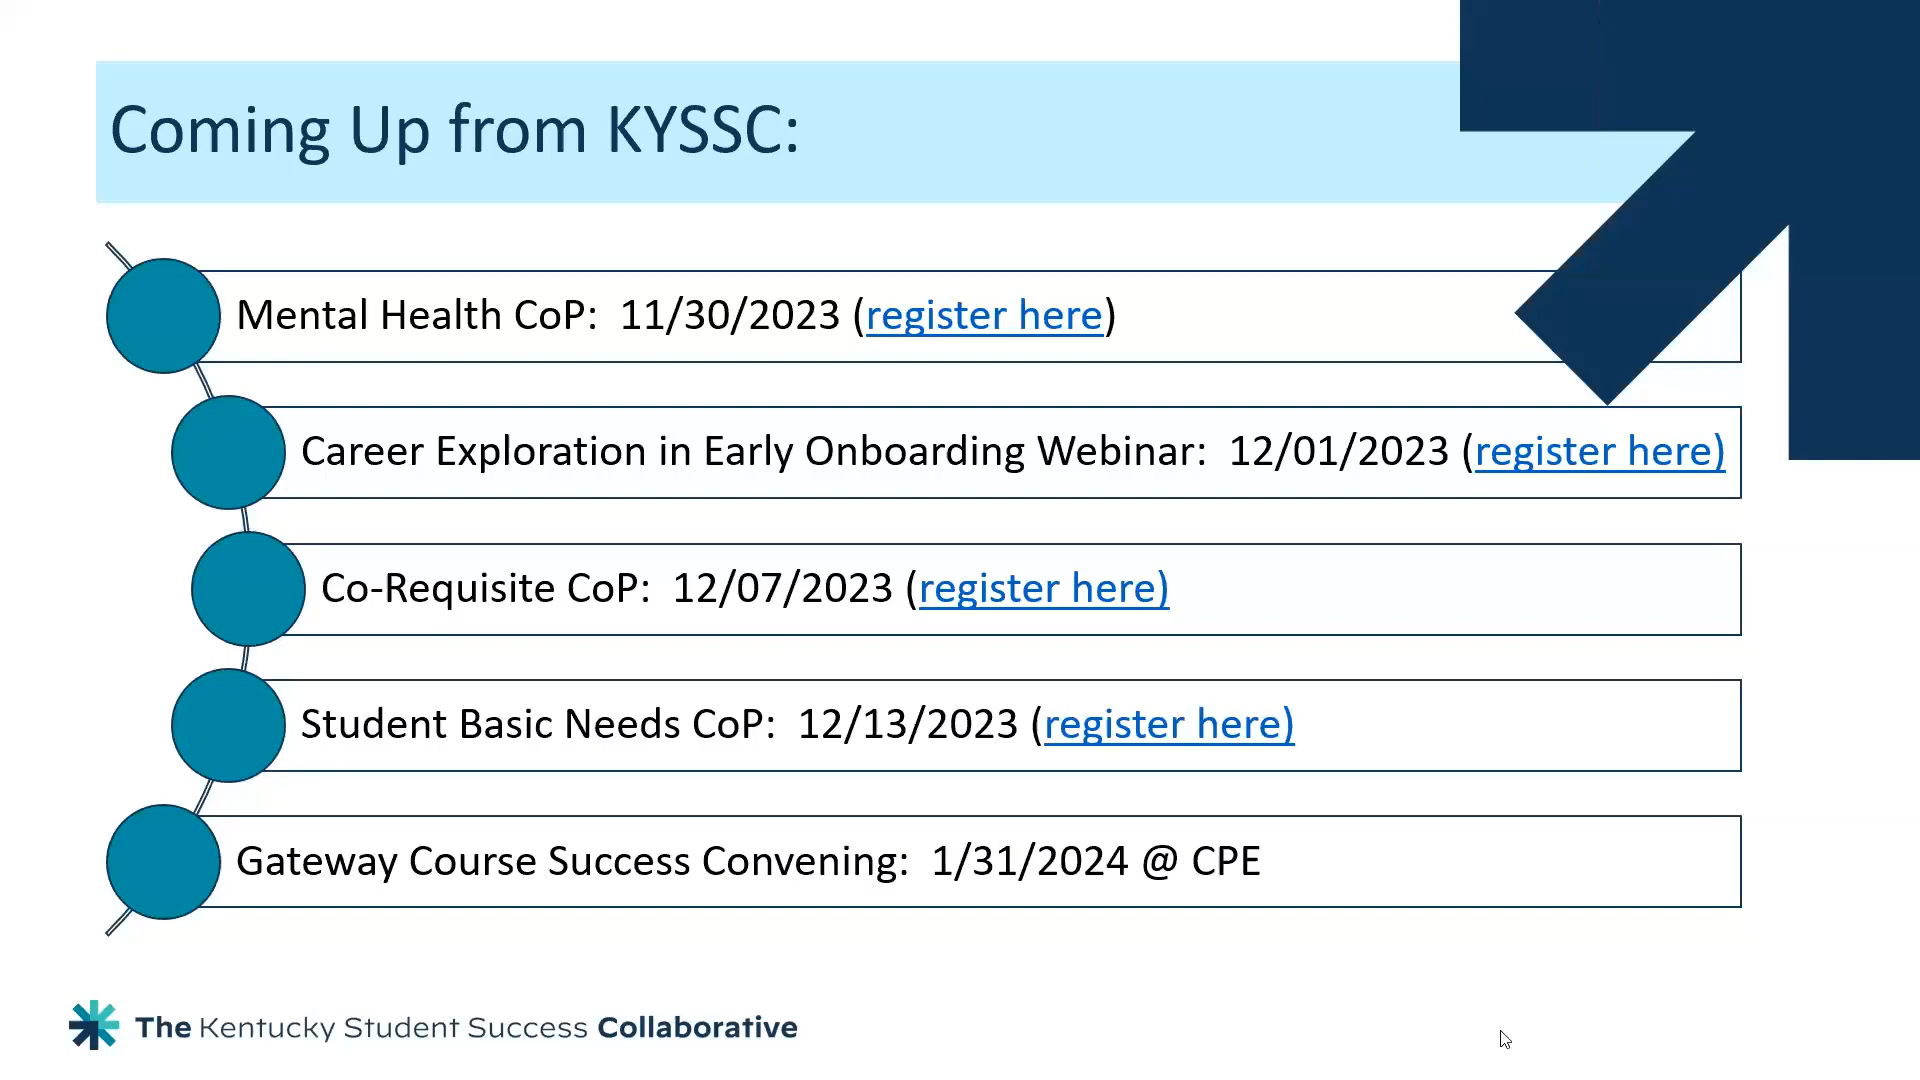 Coming Up from KYSSC:
Mental Health CoP: 11/30/2023 (register here)
Career Exploration in Early Onboarding Webinar: 12/01/2023 (register here)
Co-Requisite CoP: 12/07/2023 (register here)
Student Basic Needs CoP: 12/13/2023 (register here)
Gateway Course Success Convening: 1/31/2024 @ CPE
The Kentucky Student Success Collaborative